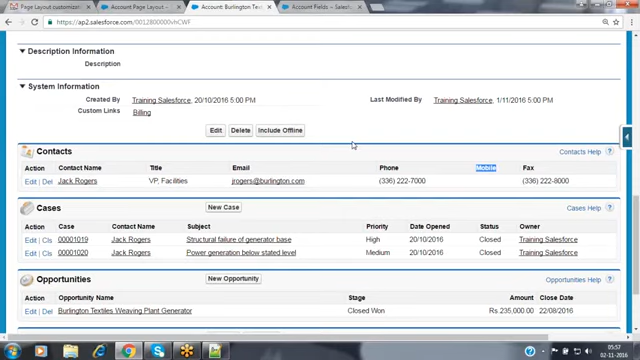 Page Layout customizin
Account Page Layout ~
Account: Burlington Tex
Account Fields ~ Salesfo
https://ap2.salesforce.com/0012800000vhCWF
Description Information
Description
System Information
Created By Training Salesforce, 20/10/2016 5:00 PM Last Modified By Training Salesforce, 1/11/2016 5:00 PM
Custom Links Billing
Edit Delete Include Offline
Contacts Contacts Help ?
Action Contact Name Title Email Phone Mobile Fax
Edit | Del Jack Rogers VP, Facilities jrogers@burlington.com (336) 222-7000 (336) 222-8000
Cases New Case Cases Help ?
Action Case Contact Name Subject Priority Date Opened Status Owner
Edit | Cls 00001019 Jack Rogers Structural failure of generator base High 20/10/2016 Closed Training Salesforce
Edit | Cls 00001020 Jack Rogers Power generation below stated level Medium 20/10/2016 Closed Training Salesforce
Opportunities New Opportunity Opportunities Help ?
Action Opportunity Name Stage Amount Close Date
Edit | Del Burlington Textiles Weaving Plant Generator Closed Won Rs.235,000.00 22/08/2016
05:57
02-11-2016